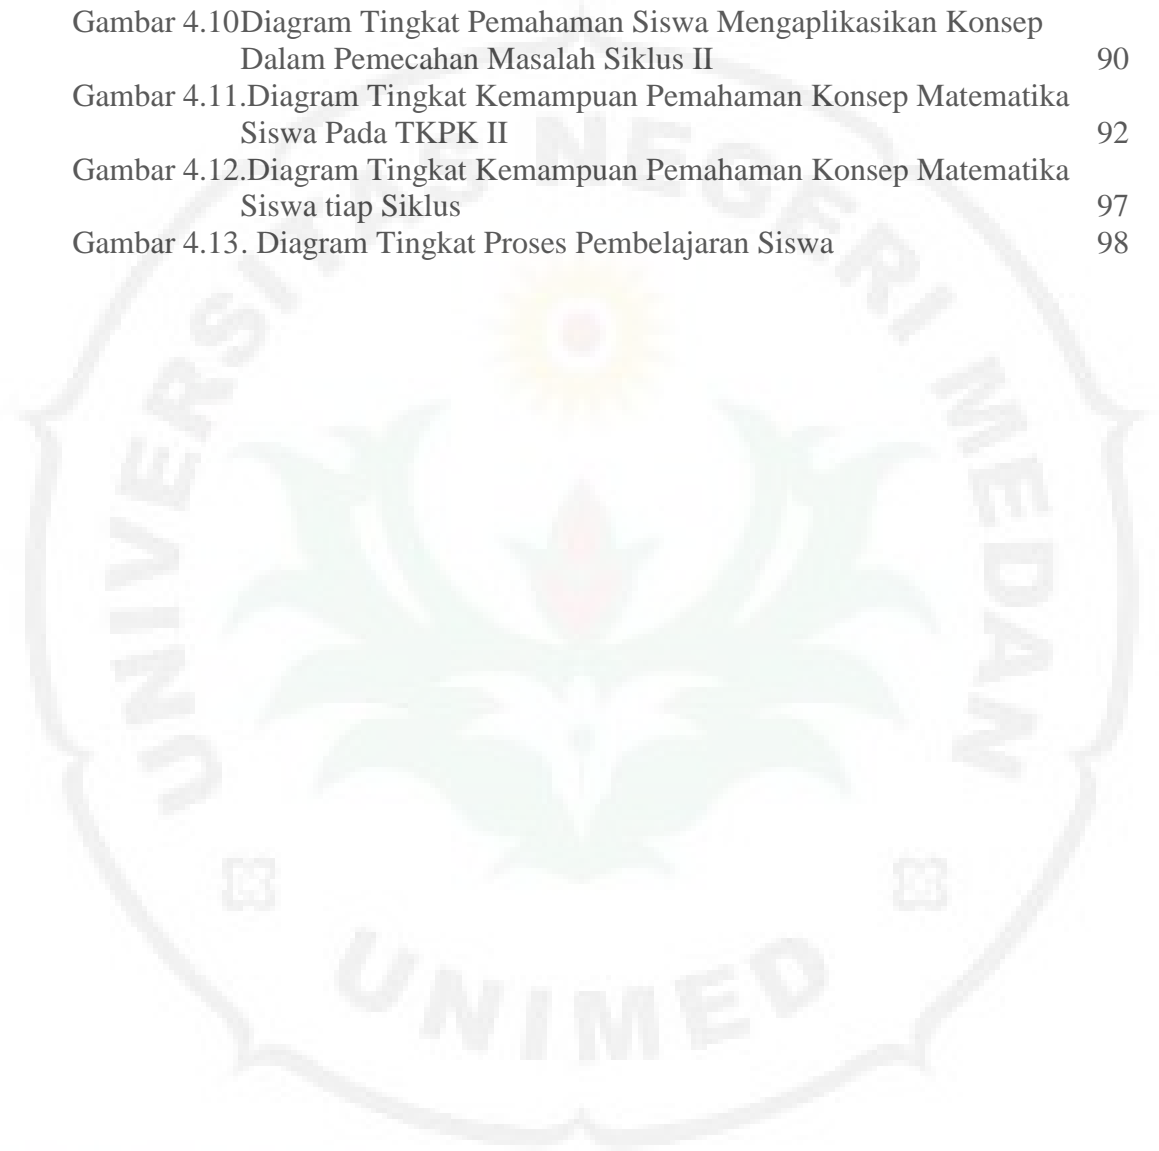 Gambar 4.10Diagram Tingkat Pemahaman Siswa Mengaplikasikan Konsep
Dalam Pemecahan Masalah Siklus II 90
Gambar 4.11.Diagram Tingkat Kemampuan Pemahaman Konsep Matematika
Siswa Pada TKPK II 92
Gambar 4.12.Diagram Tingkat Kemampuan Pemahaman Konsep Matematika
Siswa tiap Siklus 97
Gambar 4.13. Diagram Tingkat Proses Pembelajaran Siswa 98
UNIVERSITAS NEGERI MEDAN
UNIMED